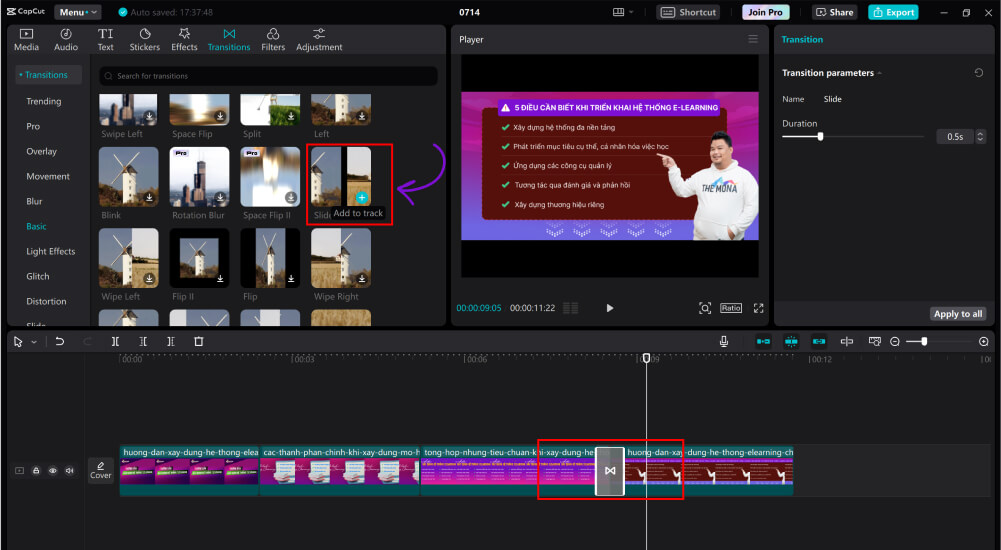 CapCut
Menu
Auto saved: 17:37:48
0714
Shortcut
Join Pro
Share
Export
Media
Audio
TI
Text
Stickers
Effects
Transitions
Filters
Adjustment
Player
Transition
Transitions
Search for transitions
Transition parameters
Trending
Name
Slide
Swipe Left
Space Flip
Split
Left
Pro
Duration
0.5s
5 ĐIỀU CẦN BIẾT KHI TRIỂN KHAI HỆ THỐNG E-LEARNING
Xây dựng hệ thống đa nền tảng
Phát triển mục tiêu cụ thể, cá nhân hóa việc học
Ứng dụng các công cụ quản lý
Tương tác qua đánh giá và phản hồi
Xây dựng thương hiệu riêng
THE MONA
Overlay
Pro
Pro
Movement
Blur
Add to track
Blink
Rotation Blur
Space Flip II
Slide
Basic
Light Effects
Glitch
Wipe Left
Flip II
Flip
Wipe Right
Distortion
Slide
00:00:09:05
00:00:11:22
Ratio
Apply to all
00:00
00:03
00:06
00:09
00:12
Cover
huong-dan-xay-dung-he-thong-elea
cac-thanh-phan-chinh-khi-xay-dung-mo-h
tong-hop-nhung-tieu-chuan-khi-xay-dung-he
huong-dan-xay-dung-he-thong-elearning-ch